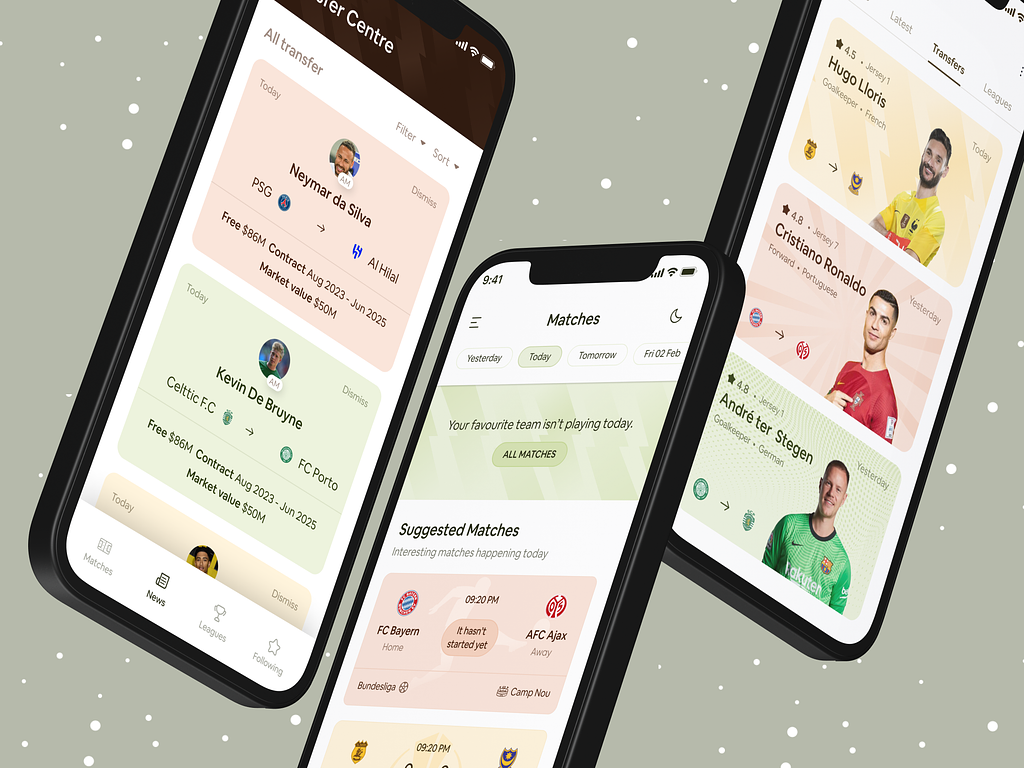 fer Centre
All transfer
Filter
Sort
Today
Dismiss
AM
Neymar da Silva
PSG
Al Hilal
Free $86M Contract Aug 2023 - Jun 2025
Market value $50M
Today
Dismiss
AM
Kevin De Bruyne
Celttic F.C
FC Porto
Free $86M Contract Aug 2023 - Jun 2025
Market value $50M
Today
Dismiss
Matches
News
Leagues
Following
9:41
Matches
Yesterday
Today
Tomorrow
Fri 02 Feb
Your favourite team isn't playing today.
ALL MATCHES
Suggested Matches
Interesting matches happening today
09:20 PM
FC Bayern
Home
It hasn't
started yet
AFC Ajax
Away
Bundesliga
Camp Nou
09:20 PM
Latest
Transfers
Leagues
4.5 • Jersey 1
Hugo Lloris
Goalkeeper • French
Today
4.8 • Jersey 7
Cristiano Ronaldo
Forward • Portuguese
Yesterday
4.8 • Jersey 1
André ter Stegen
Goalkeeper • German
Yesterday
Rakuten